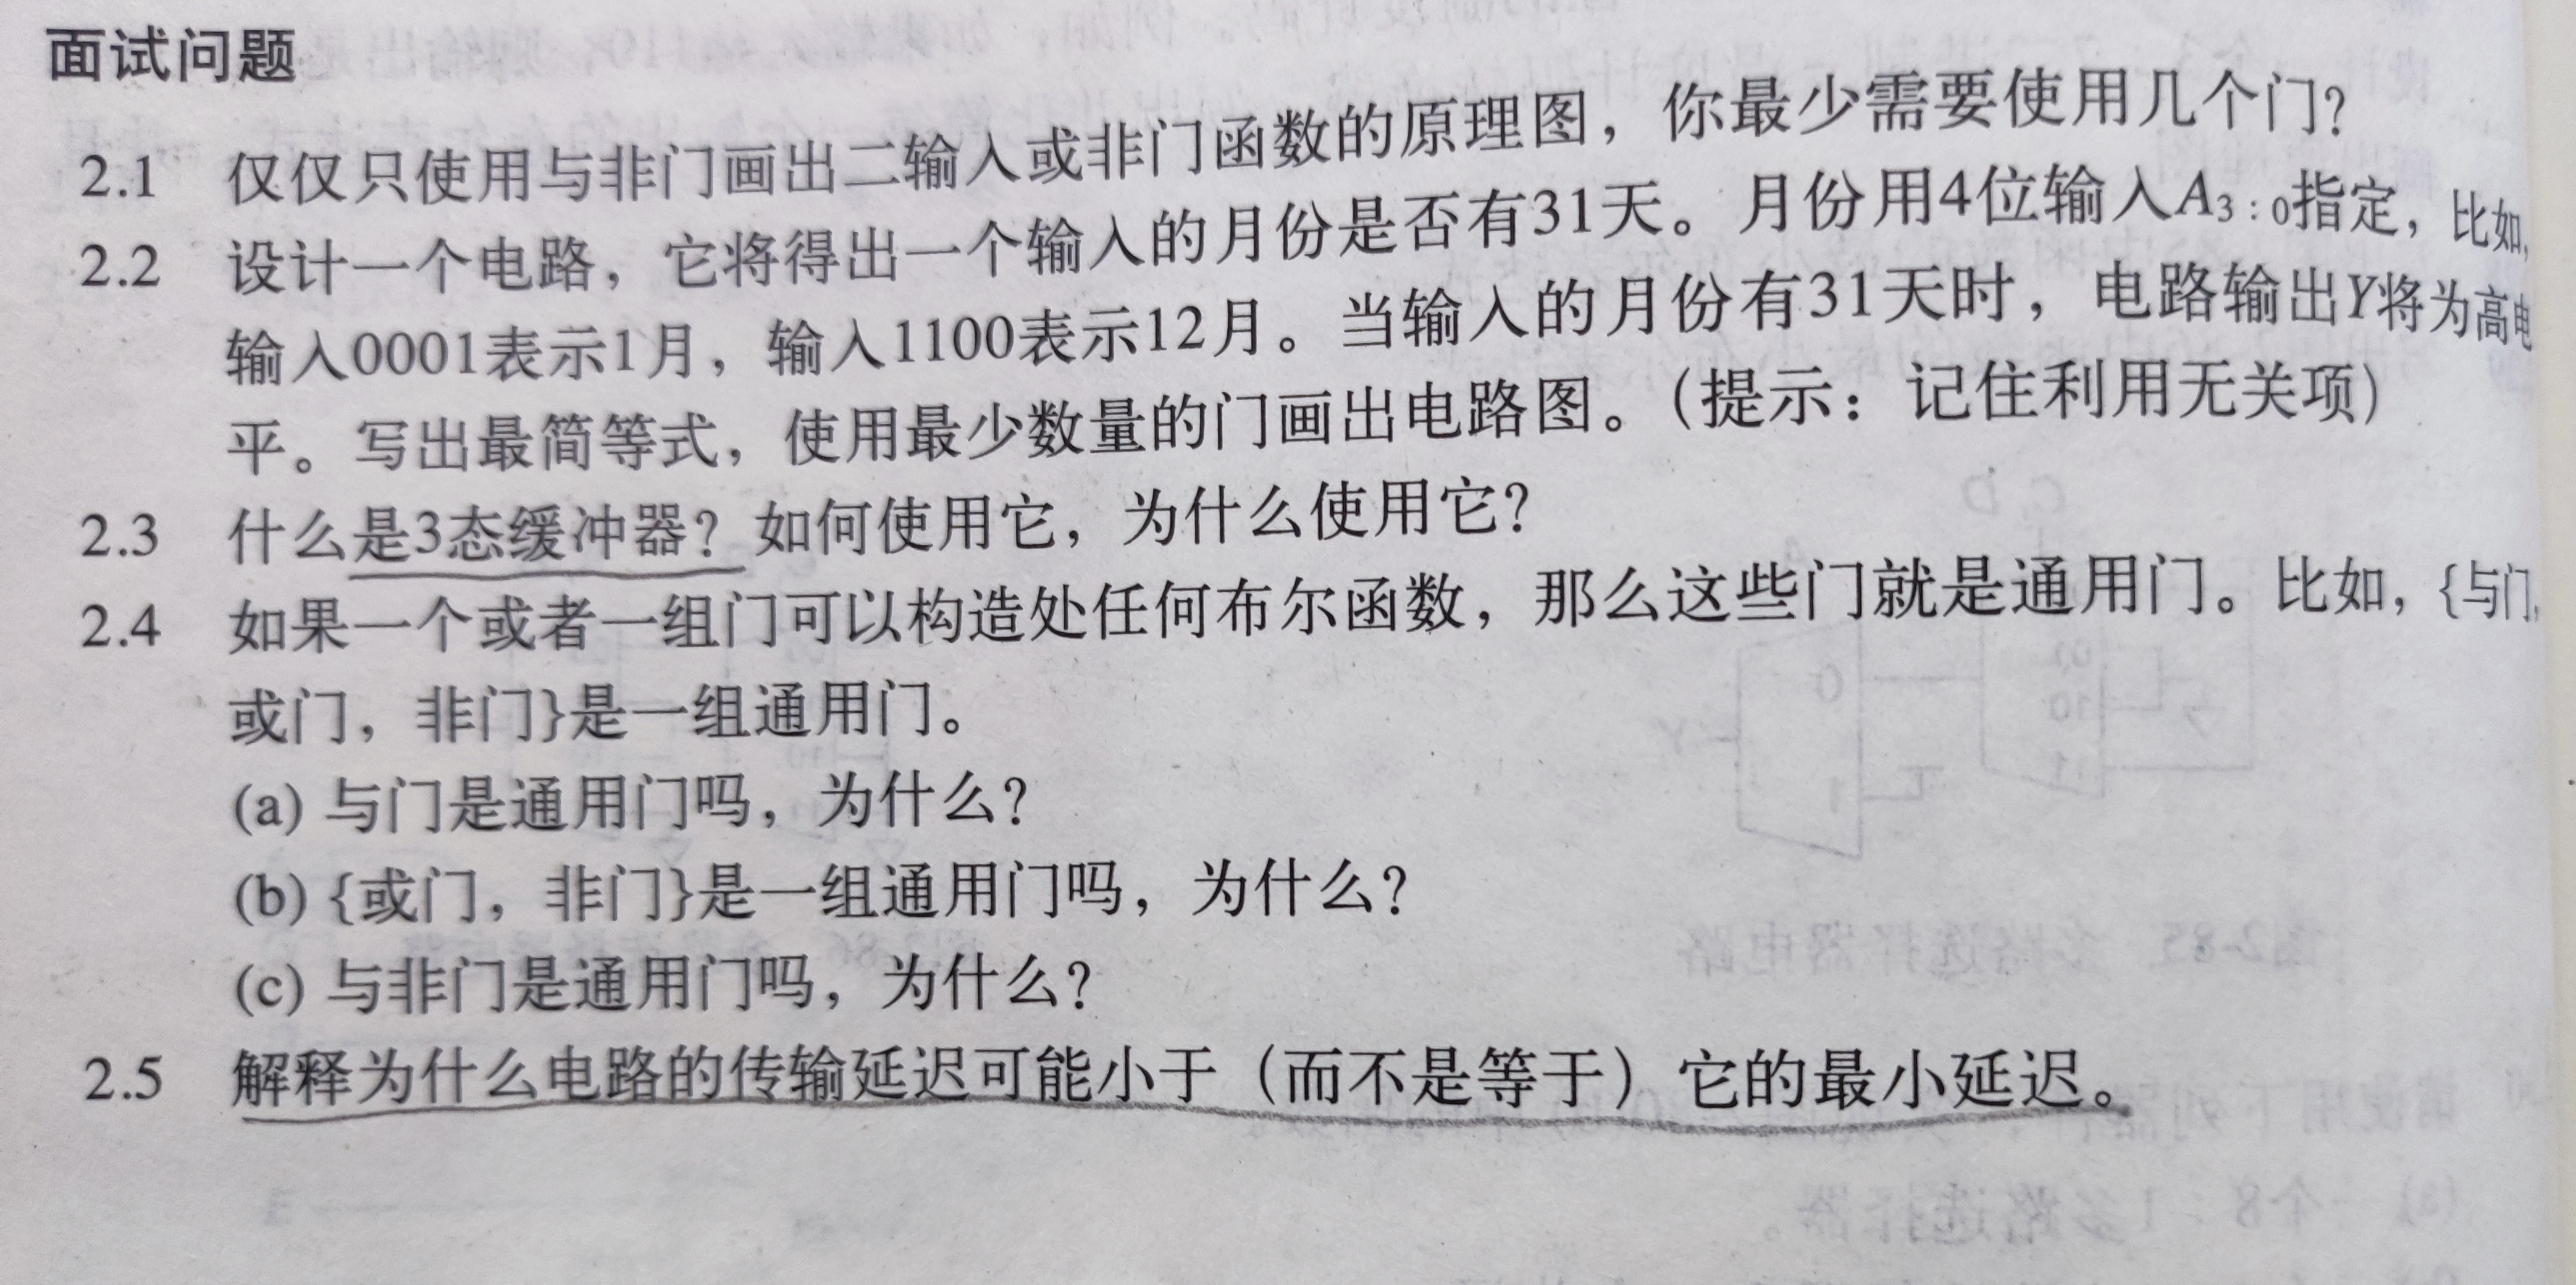 面试问题
2.1 仅仅只使用与非门画出二输入或非门函数的原理图，你最少需要使用几个门？
2.2 设计一个电路，它将得出一个输入的月份是否有31天。月份用4位输入A3:0指定，比如，
输入0001表示1月，输入1100表示12月。当输入的月份有31天时，电路输出Y将为高电
平。写出最简等式，使用最少数量的门画出电路图。（提示：记住利用无关项）
2.3 什么是3态缓冲器？如何使用它，为什么使用它？
2.4 如果一个或者一组门可以构造处任何布尔函数，那么这些门就是通用门。比如，{与门，
或门，非门}是一组通用门。
(a) 与门是通用门吗，为什么？
(b) {或门，非门}是一组通用门吗，为什么？
(c) 与非门是通用门吗，为什么？
2.5 解释为什么电路的传输延迟可能小于（而不是等于）它的最小延迟。